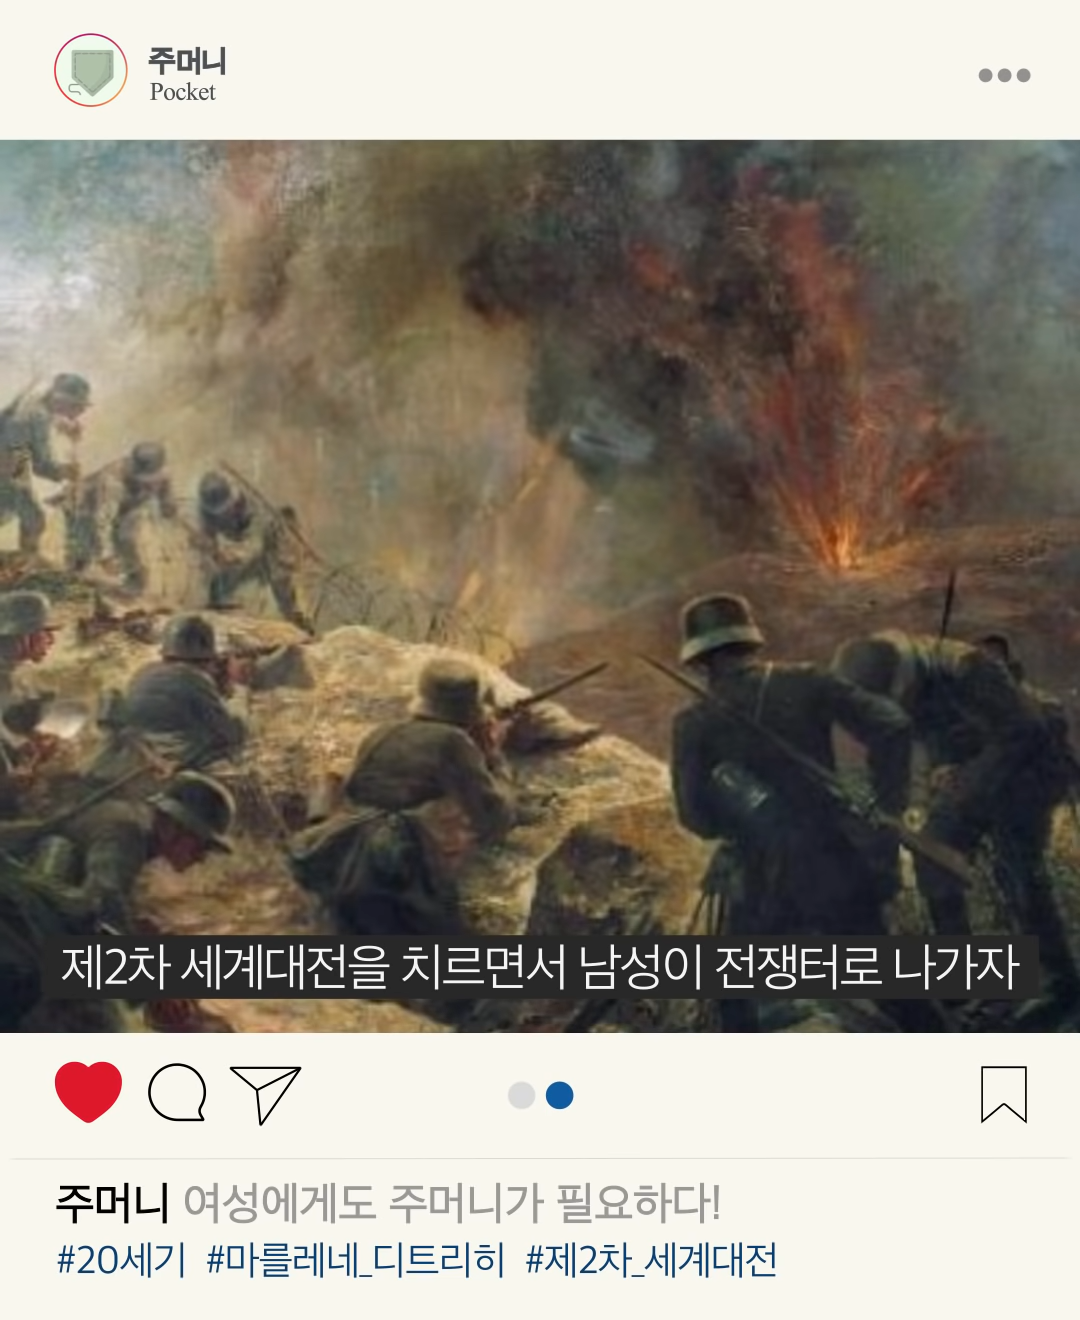 주머니
Pocket
제2차 세계대전을 치르면서 남성이 전쟁터로 나가자
주머니 여성에게도 주머니가 필요하다!
#20세기 #마를레네_디트리히 #제2차_세계대전